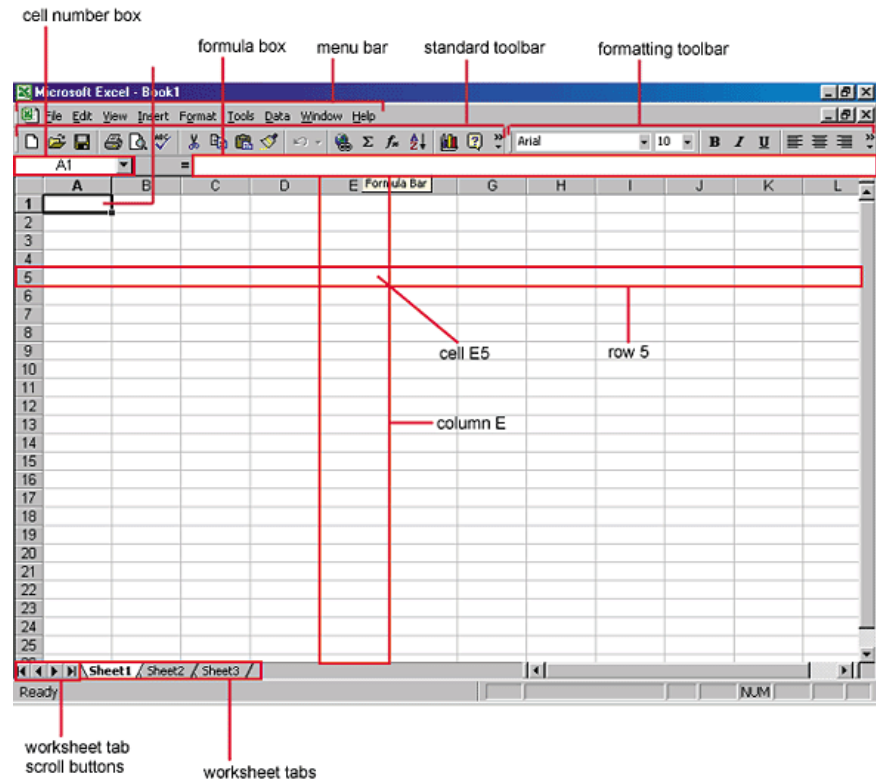 cell number box
formula box menu bar standard toolbar formatting toolbar
Microsoft Excel - Book1
File Edit View Insert Format Tools Data Window Help
Arial 10 B I U
A1 =
A B C D E Formula Bar G H I J K L
1
2
3
4
5
6
7
8
9 cell E5 row 5
10
11
12
13 column E
14
15
16
17
18
19
20
21
22
23
24
25
Sheet1 Sheet2 Sheet3
Ready NUM
worksheet tab
scroll buttons
worksheet tabs